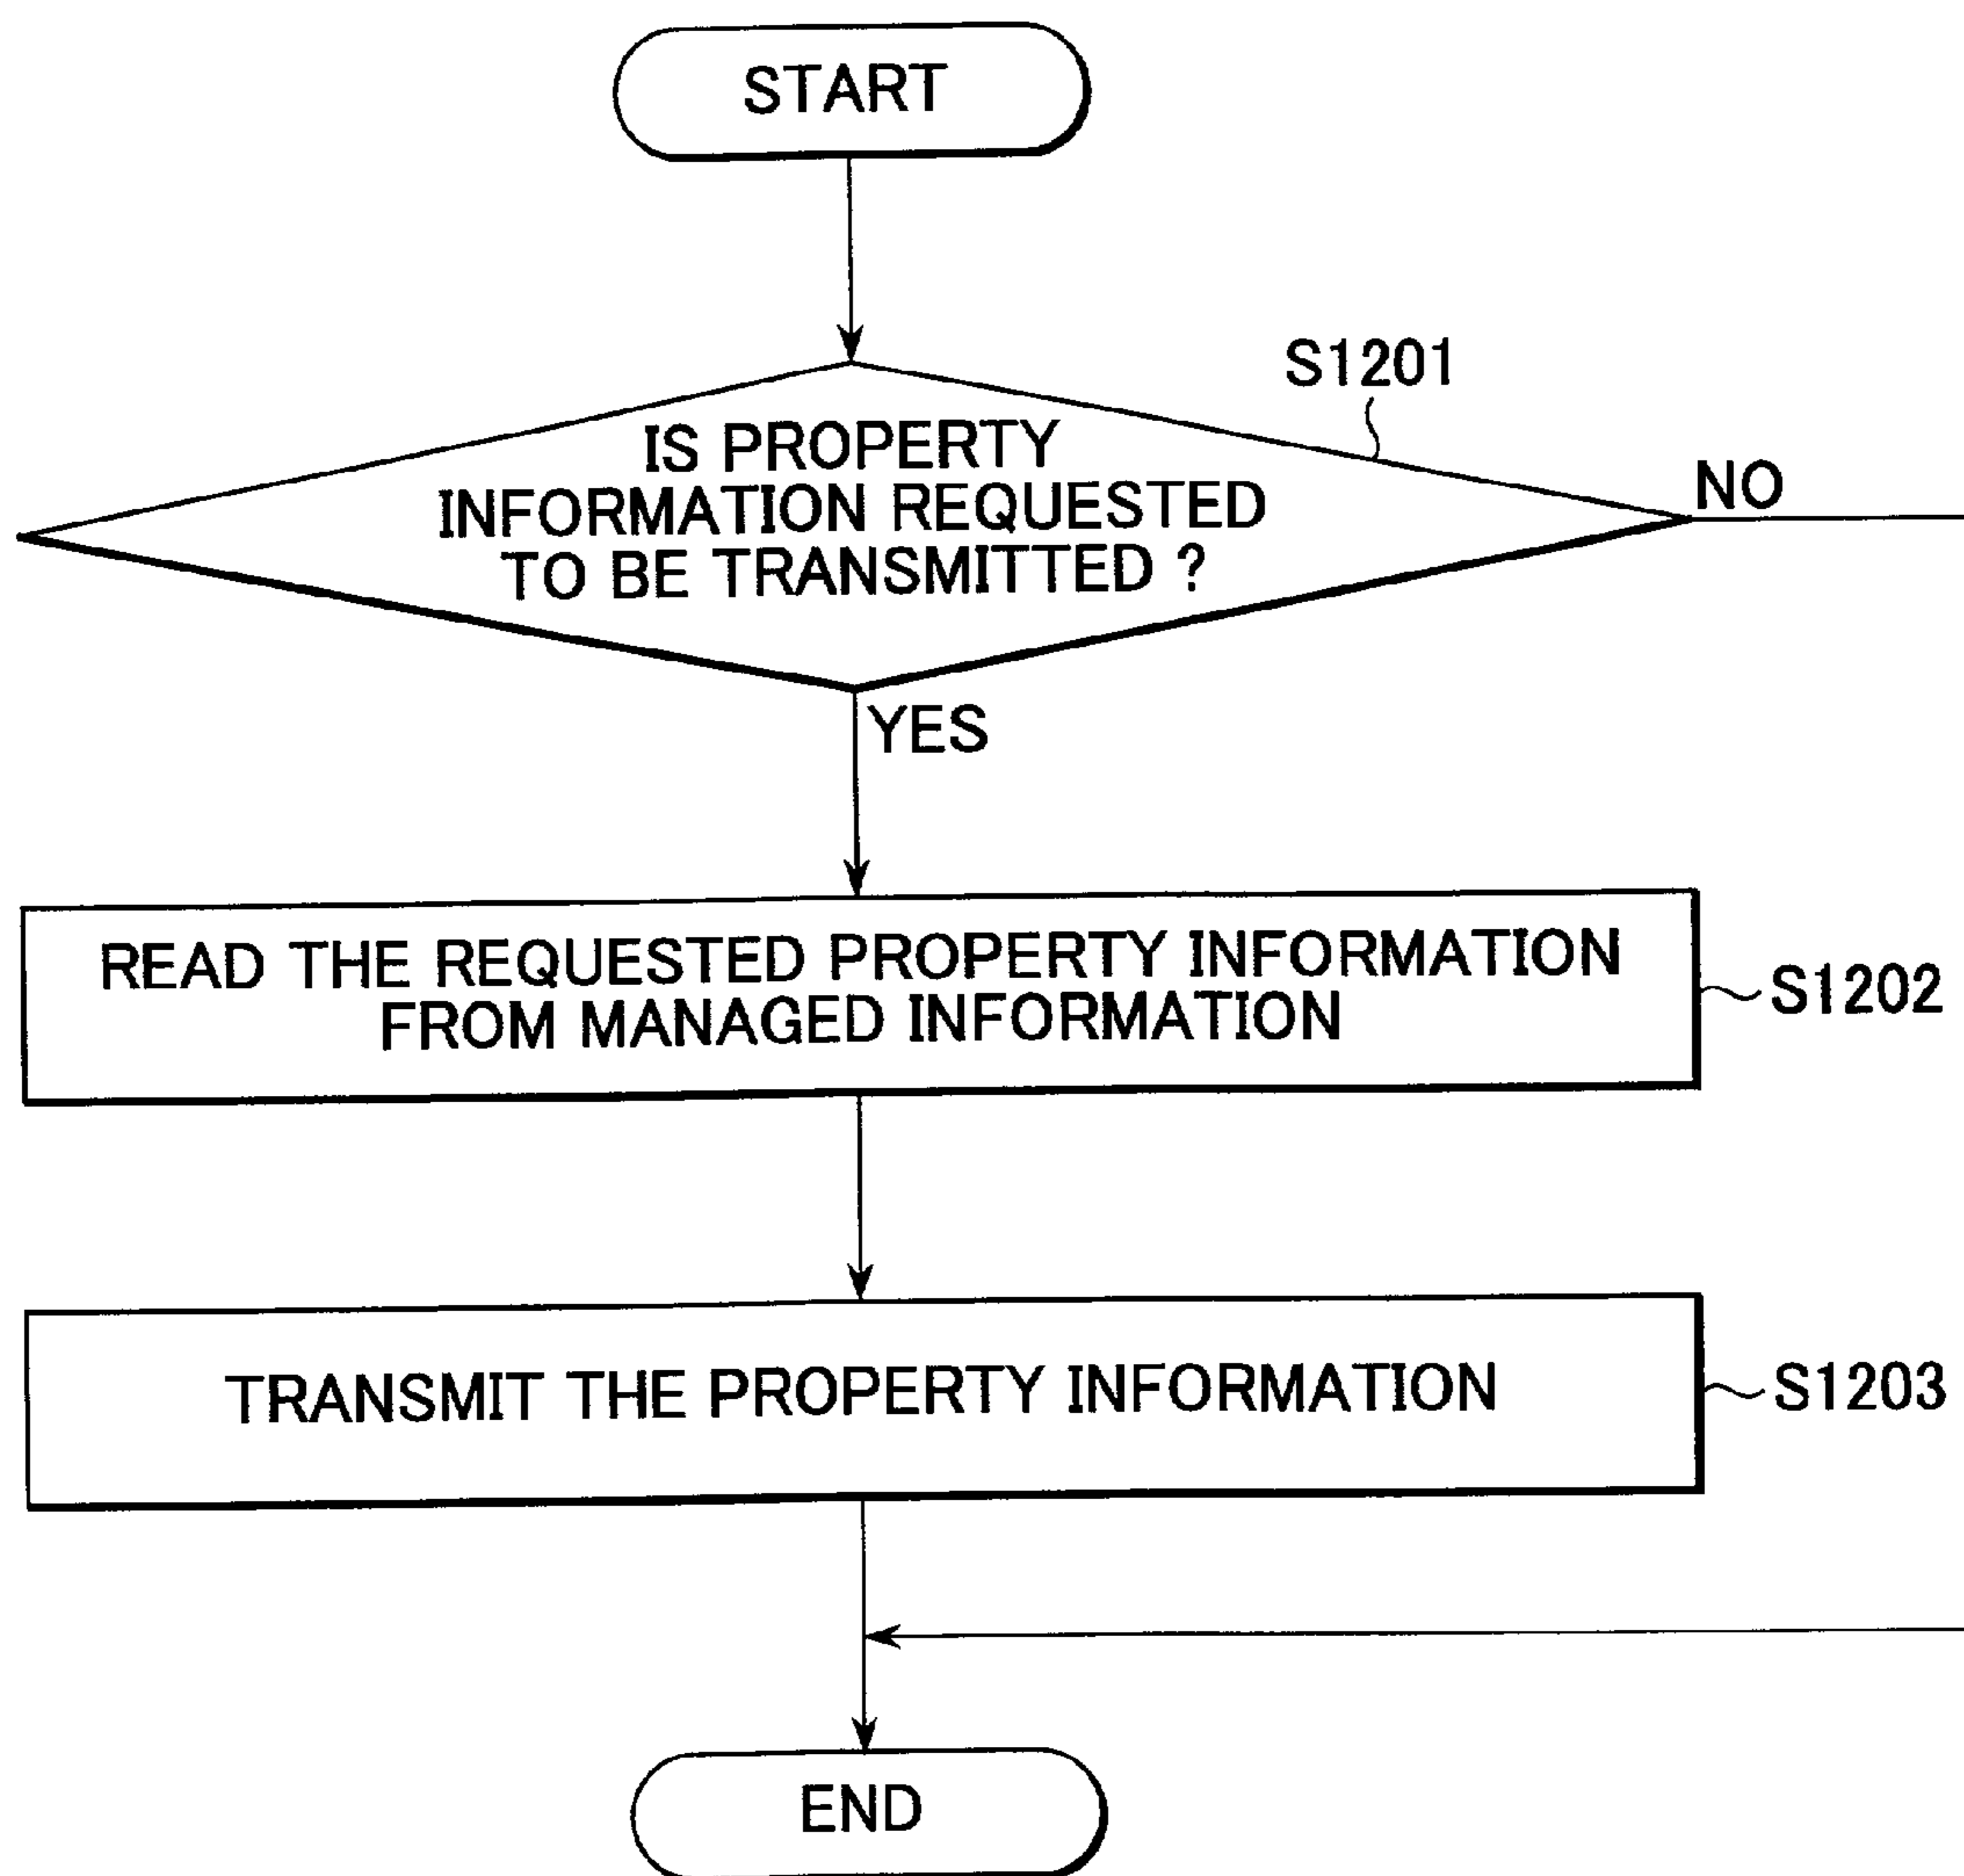 START
S1201
IS PROPERTY
INFORMATION REQUESTED
TO BE TRANSMITTED ?
NO
YES
READ THE REQUESTED PROPERTY INFORMATION
FROM MANAGED INFORMATION
S1202
TRANSMIT THE PROPERTY INFORMATION
S1203
END